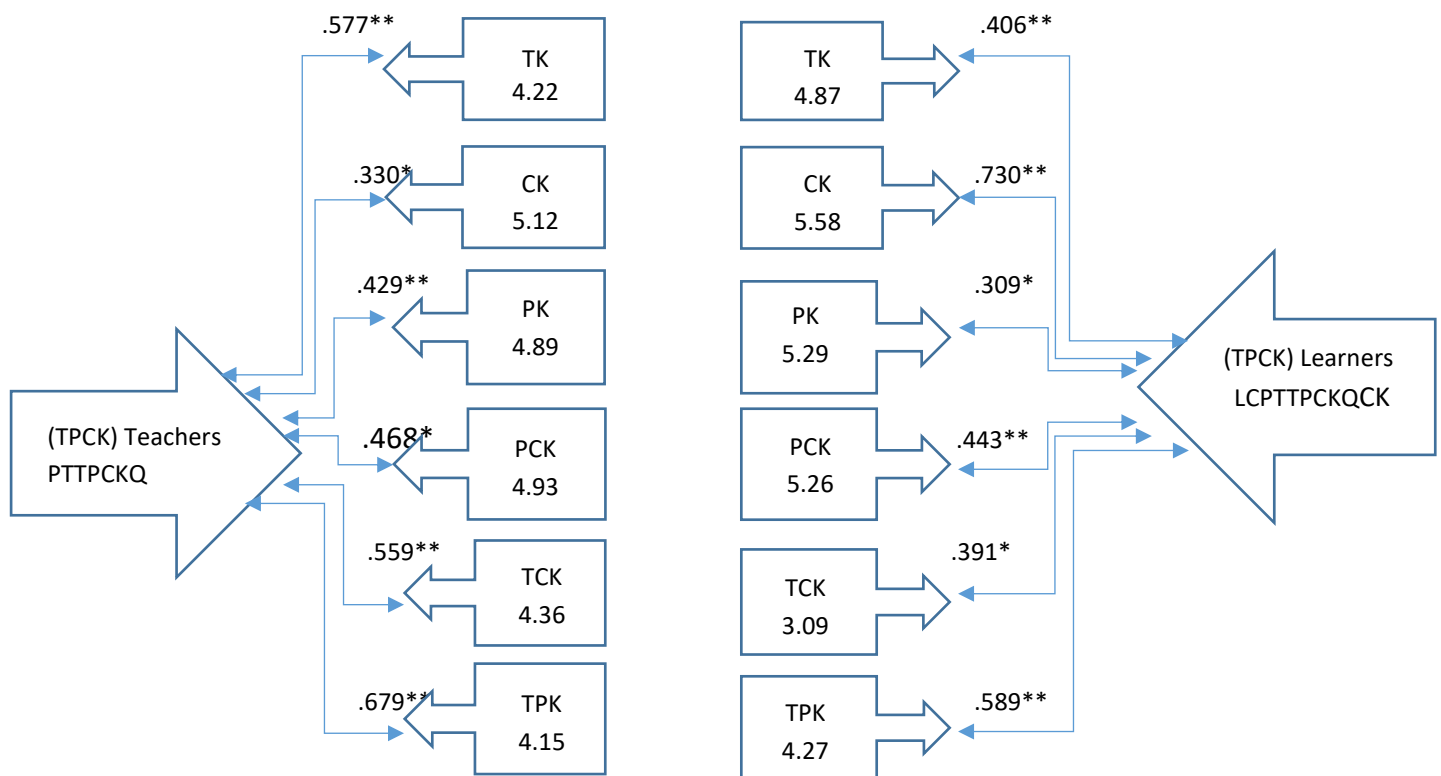 .577**
TK
4.22
.330*
CK
5.12
.429**
PK
4.89
.468*
PCK
4.93
.559**
TCK
4.36
.679**
TPK
4.15
(TPCK) Teachers
PTTPCKQ
.406**
TK
4.87
.730**
CK
5.58
.309*
PK
5.29
.443**
PCK
5.26
.391*
TCK
3.09
.589**
TPK
4.27
(TPCK) Learners
LCPTTPCKQCK